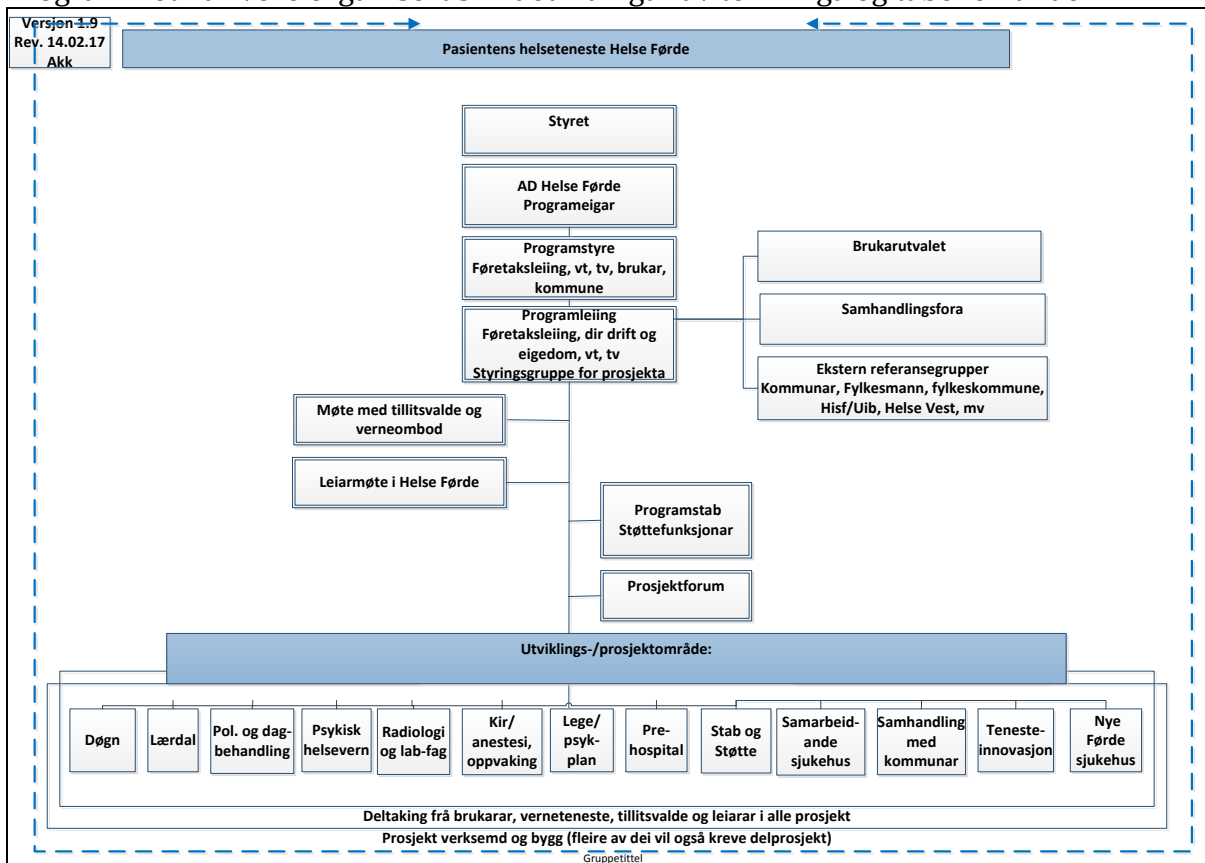 Versjon 1.9
Rev. 14.02.17
Akk
Pasientens helseteneste Helse Førde
Styret
AD Helse Førde
Programeigar
Programstyre
Føretaksleiing, vt, tv, brukar,
kommune
Programleiing
Føretaksleiing, dir drift og
eigedom, vt, tv
Styringsgruppe for prosjekta
Brukarutvalet
Samhandlingsfora
Ekstern referansegrupper
Kommunar, Fylkesmann, fylkeskommune,
Hisf/Uib, Helse Vest, mv
Møte med tillitsvalde og
verneombod
Leiarmøte i Helse Førde
Programstab
Støttefunksjonar
Prosjektforum
Utviklings-/prosjektområde:
Døgn
Lærdal
Pol. og dag-
behandling
Psykisk
helsevern
Radiologi
og lab-fag
Kir/
anestesi,
oppvaking
Lege/
psyk-
plan
Pre-
hospital
Stab og
Støtte
Samarbeid-
ande
sjukehus
Samhandling
med
kommunar
Teneste-
innovasjon
Nye
Førde
sjukehus
Deltaking frå brukarar, verneteneste, tillitsvalde og leiarar i alle prosjekt
Prosjekt verksemd og bygg (fleire av dei vil også kreve delprosjekt)
Gruppetittel